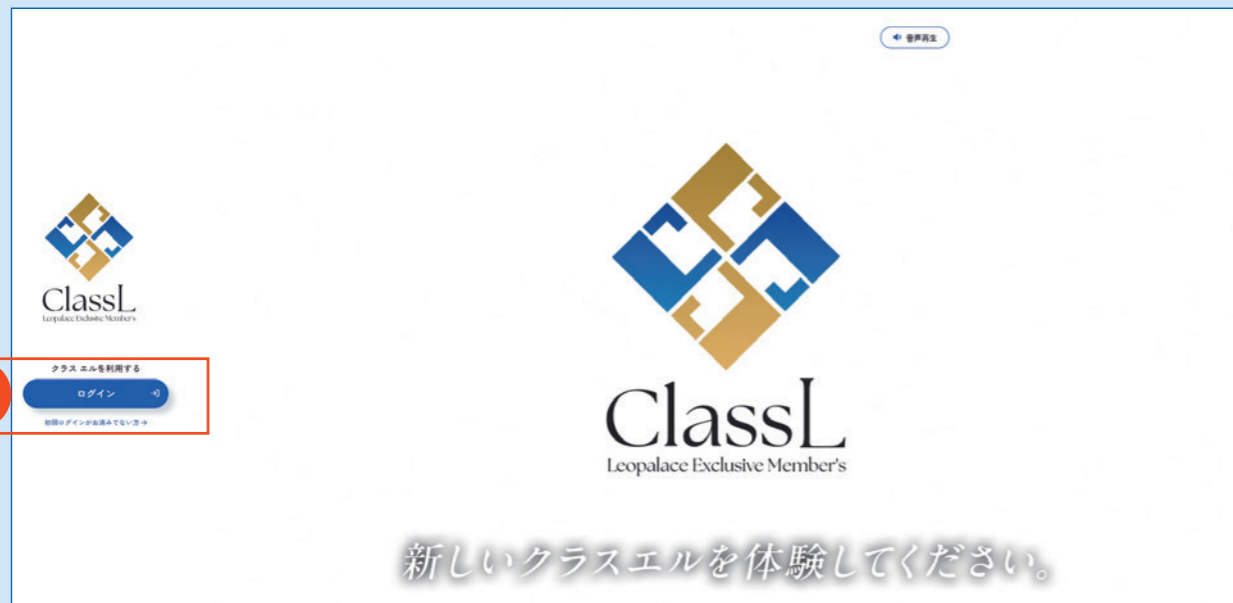 音声再生
ClassL
Leopalace Exclusive Member's
クラス エルを利用する
ログイン
初回ログインがお済みでない方
ClassL
Leopalace Exclusive Member's
新しいクラスエルを体験してください。